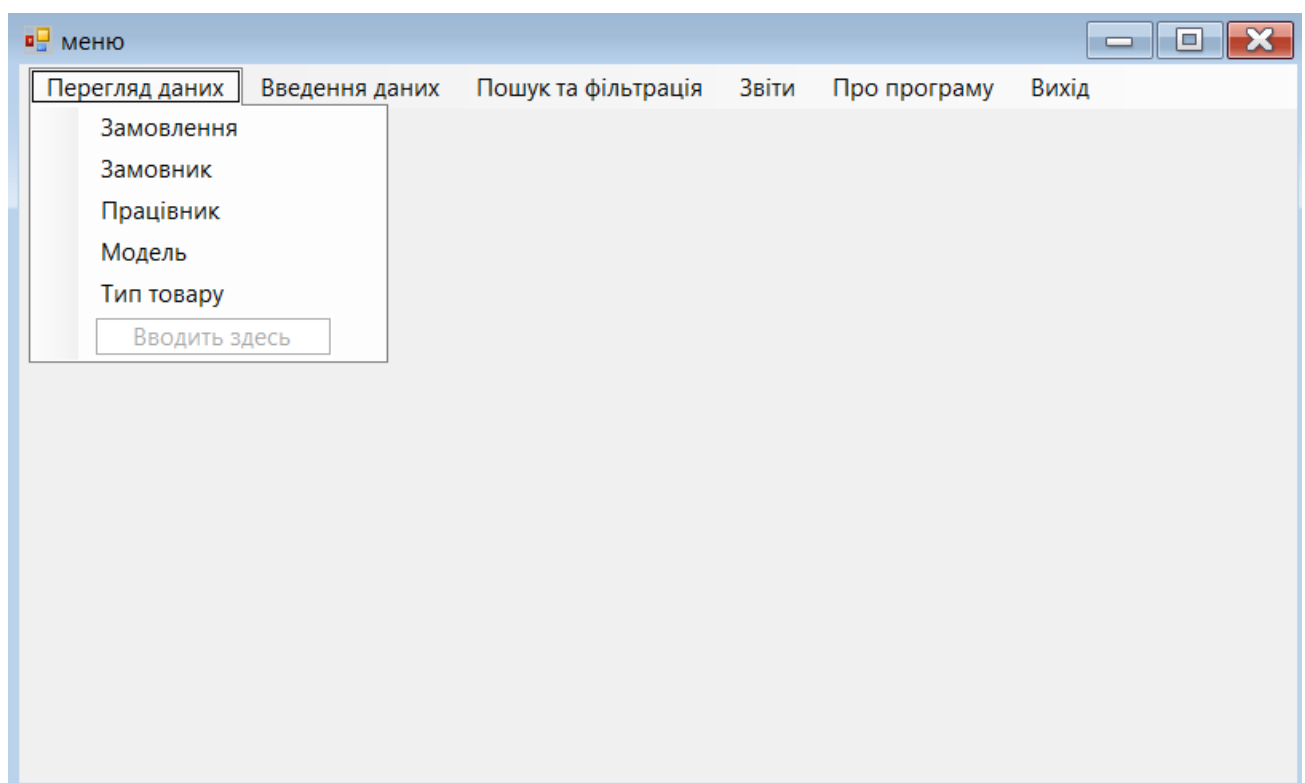 меню
Перегляд даних Введення даних Пошук та фільтрація Звіти Про програму Вихід
Замовлення
Замовник
Працівник
Модель
Тип товару
Вводить здесь